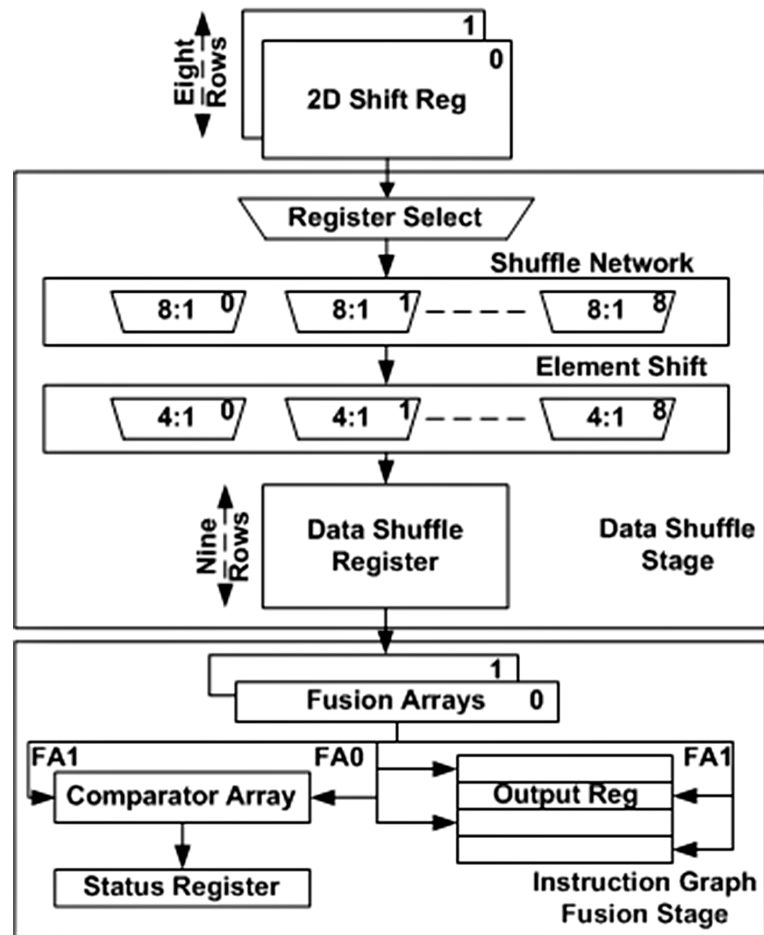 1
0
Eight
Rows
2D Shift Reg
Register Select
Shuffle Network
8:1 0
8:1 1
8:1 8
Element Shift
4:1 0
4:1 1
4:1 8
Nine
Rows
Data Shuffle
Register
Data Shuffle
Stage
1
Fusion Arrays 0
FA1
FA0
FA1
Comparator Array
Output Reg
Status Register
Instruction Graph
Fusion Stage